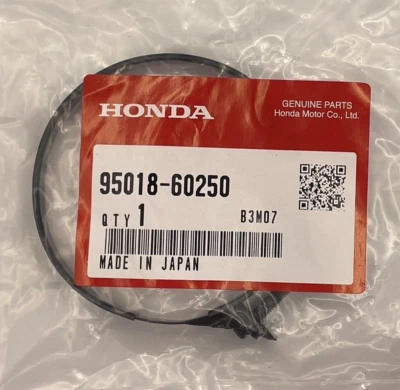 HONDA
GENUINE PARTS
Honda Motor Co., Ltd.
95018-60250
QTY 1 B3M07
MADE IN JAPAN